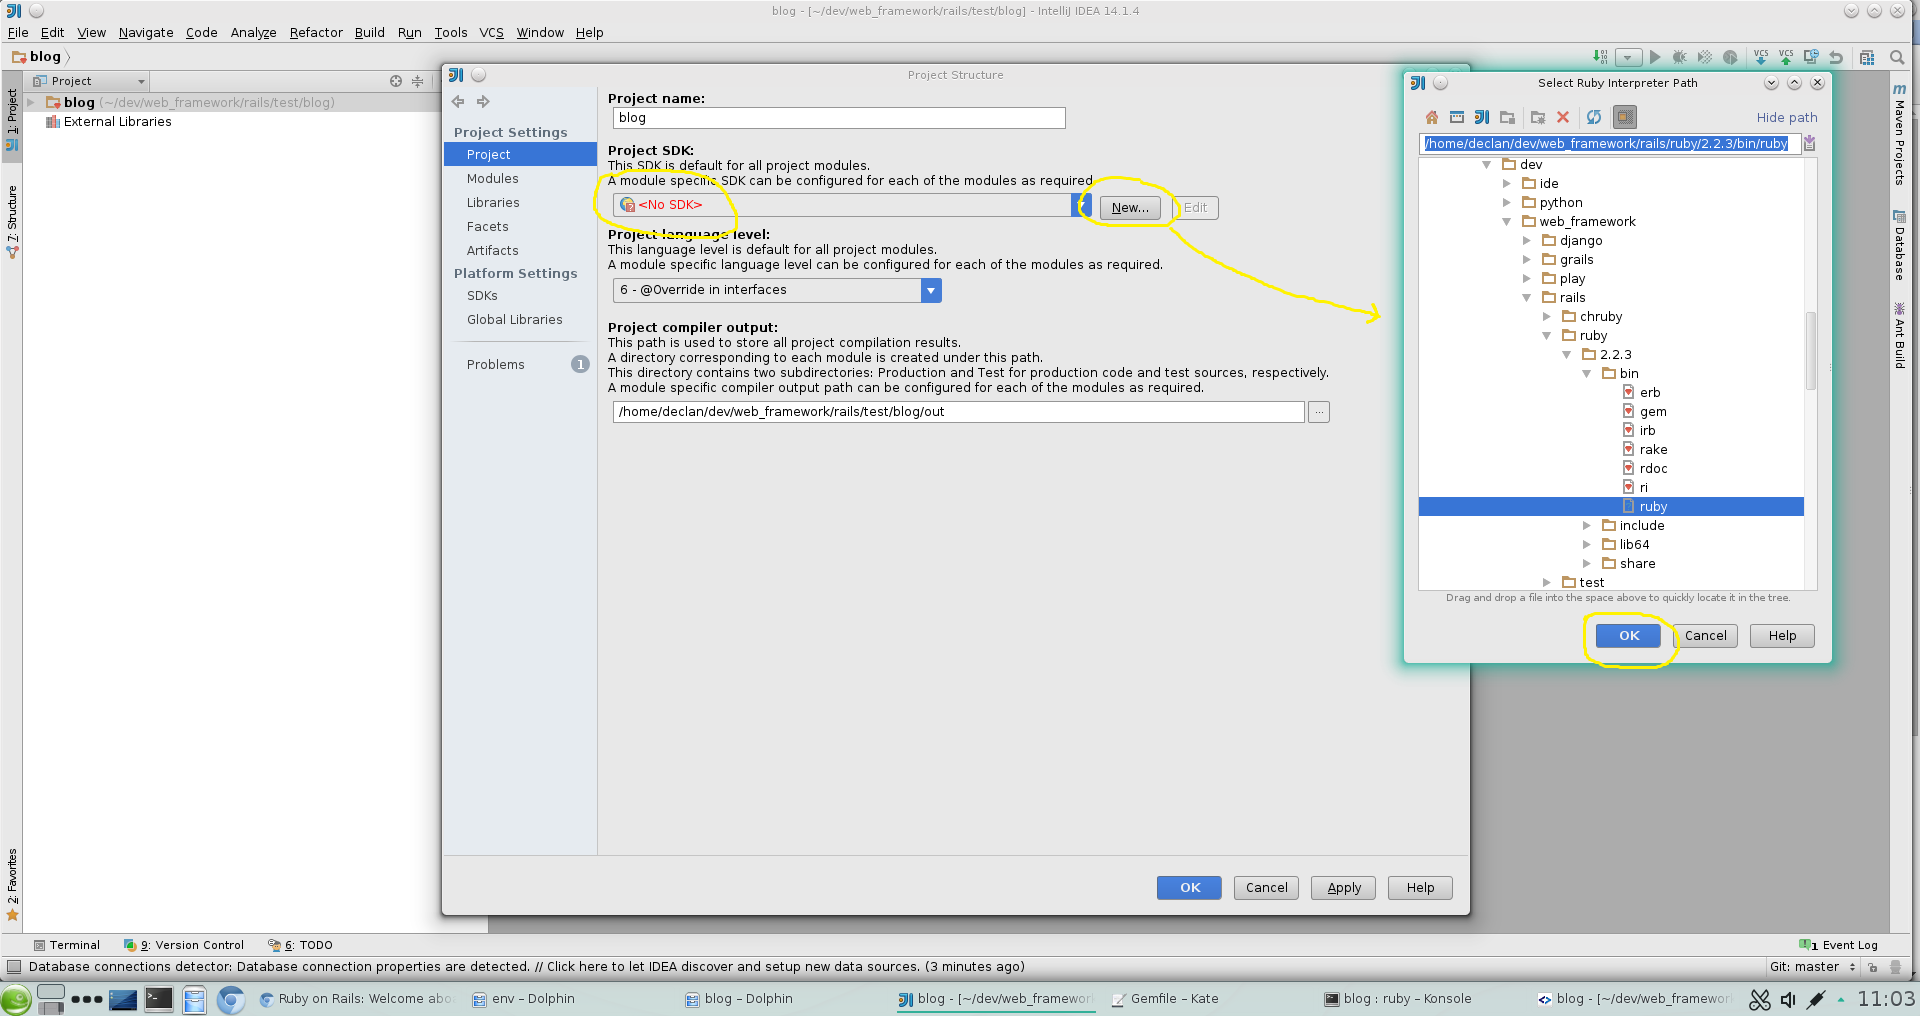 blog - [~/dev/web_framework/rails/test/blog] - IntelliJ IDEA 14.1.4
File Edit View Navigate Code Analyze Refactor Build Run Tools VCS Window Help
blog
VCS VCS
Project
blog (~/dev/web_framework/rails/test/blog)
External Libraries
1: Project
7: Structure
2: Favorites
Project Structure
Project Settings
Project
Modules
Libraries
Facets
Artifacts
Platform Settings
SDKs
Global Libraries
Problems 1
Project name:
blog
Project SDK:
This SDK is default for all project modules.
A module specific SDK can be configured for each of the modules as required.
<No SDK> New... Edit
Project language level:
This language level is default for all project modules.
A module specific language level can be configured for each of the modules as required.
6 - @Override in interfaces
Project compiler output:
This path is used to store all project compilation results.
A directory corresponding to each module is created under this path.
This directory contains two subdirectories: Production and Test for production code and test sources, respectively.
A module specific compiler output path can be configured for each of the modules as required.
/home/declan/dev/web_framework/rails/test/blog/out ...
OK Cancel Apply Help
Select Ruby Interpreter Path
Hide path
/home/declan/dev/web_framework/rails/ruby/2.2.3/bin/ruby
dev
ide
python
web_framework
django
grails
play
rails
chruby
ruby
2.2.3
bin
erb
gem
irb
rake
rdoc
ri
ruby
include
lib64
share
test
Drag and drop a file into the space above to quickly locate it in the tree.
OK Cancel Help
Maven Projects
Database
Ant Build
Terminal 9: Version Control 6: TODO 1 Event Log
Database connections detector: Database connection properties are detected. // Click here to let IDEA discover and setup new data sources. (3 minutes ago) Git: master
Ruby on Rails: Welcome abo env – Dolphin blog – Dolphin blog - [~/dev/web_framewor Gemfile – Kate blog : ruby – Konsole blog - [~/dev/web_framewor 11:03